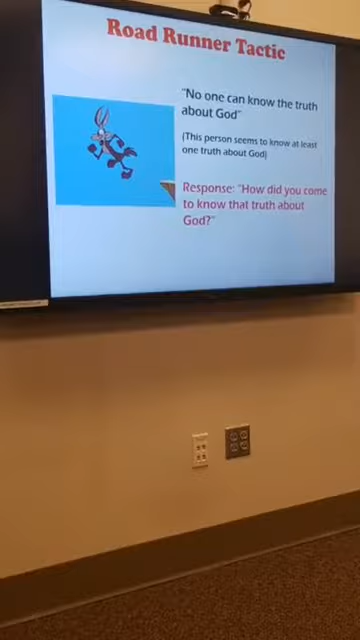 Road Runner Tactic
"No one can know the truth
about God"
(This person seems to know at least
one truth about God)
Response: "How did you come
to know that truth about
God?"